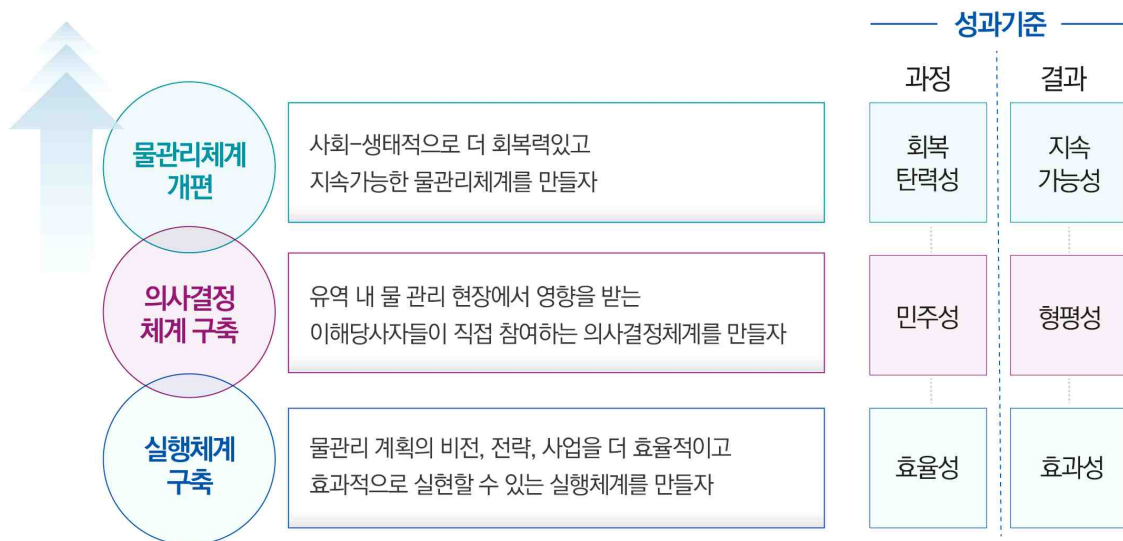 성과기준
과정
결과
물관리체계
개편
사회-생태적으로 더 회복력있고
지속가능한 물관리체계를 만들자
회복
탄력성
지속
가능성
의사결정
체계 구축
유역 내 물 관리 현장에서 영향을 받는
이해당사자들이 직접 참여하는 의사결정체계를 만들자
민주성
형평성
실행체계
구축
물관리 계획의 비전, 전략, 사업을 더 효율적이고
효과적으로 실현할 수 있는 실행체계를 만들자
효율성
효과성